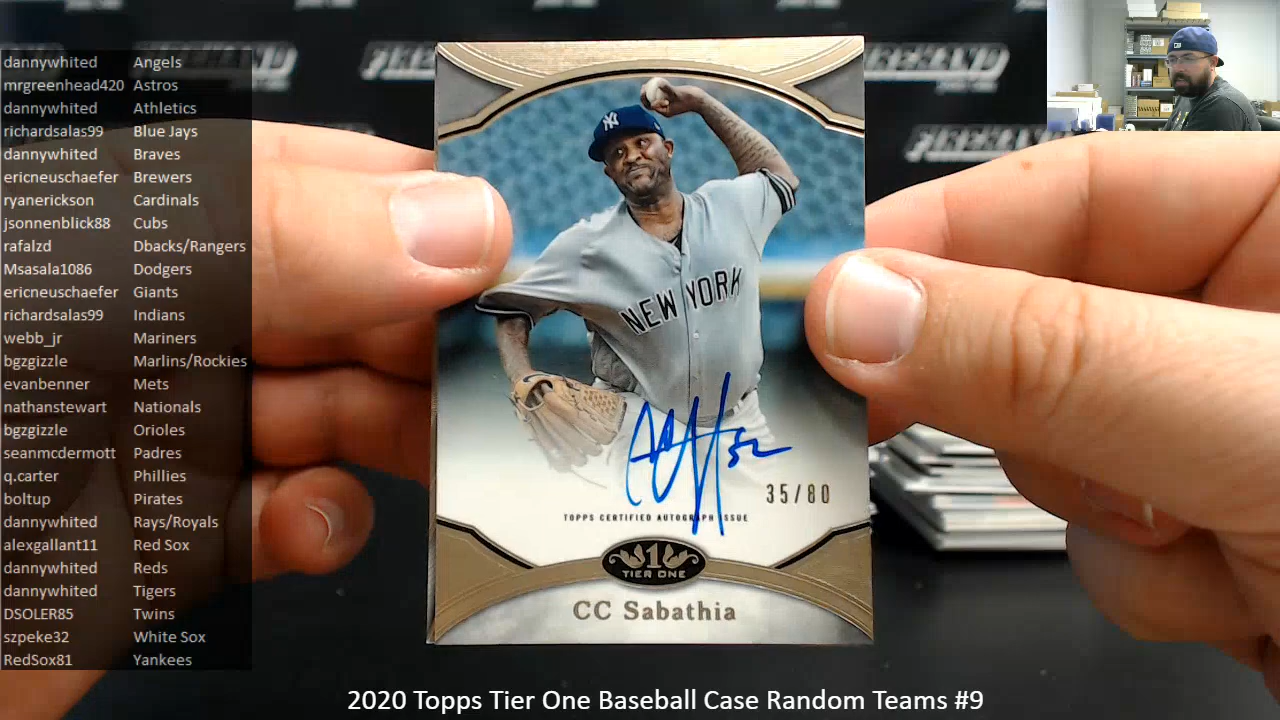 dannywhited Angels
mrgreenhead420 Astros
dannywhited Athletics
richardsalas99 Blue Jays
dannywhited Braves
ericneuschaefer Brewers
ryanerickson Cardinals
jsonnenblick88 Cubs
rafalzd Dbacks/Rangers
Msasala1086 Dodgers
ericneuschaefer Giants
richardsalas99 Indians
webb_jr Mariners
bgzgizzle Marlins/Rockies
evanbenner Mets
nathanstewart Nationals
bgzgizzle Orioles
seanmcdermott Padres
q.carter Phillies
boltup Pirates
dannywhited Rays/Royals
alexgallant11 Red Sox
dannywhited Reds
dannywhited Tigers
DSOLER85 Twins
szpeke32 White Sox
RedSox81 Yankees
FIREHAND
NY
NEW YORK
52
35/80
TOPPS CERTIFIED AUTOGRAPH ISSUE
1
TIER ONE
CC Sabathia
2020 Topps Tier One Baseball Case Random Teams #9